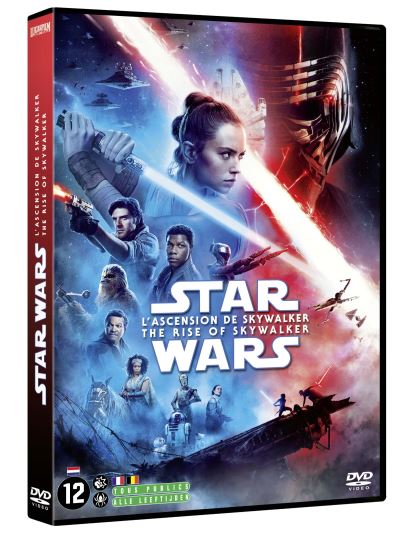 LUCASFILM
STAR WARS
L'ASCENSION DE SKYWALKER
THE RISE OF SKYWALKER
STAR
L'ASCENSION DE SKYWALKER
THE RISE OF SKYWALKER
WARS
12
TOUS PUBLICS
ALLE LEEFTIJDEN
DVD
VIDEO
DVD
VIDEO